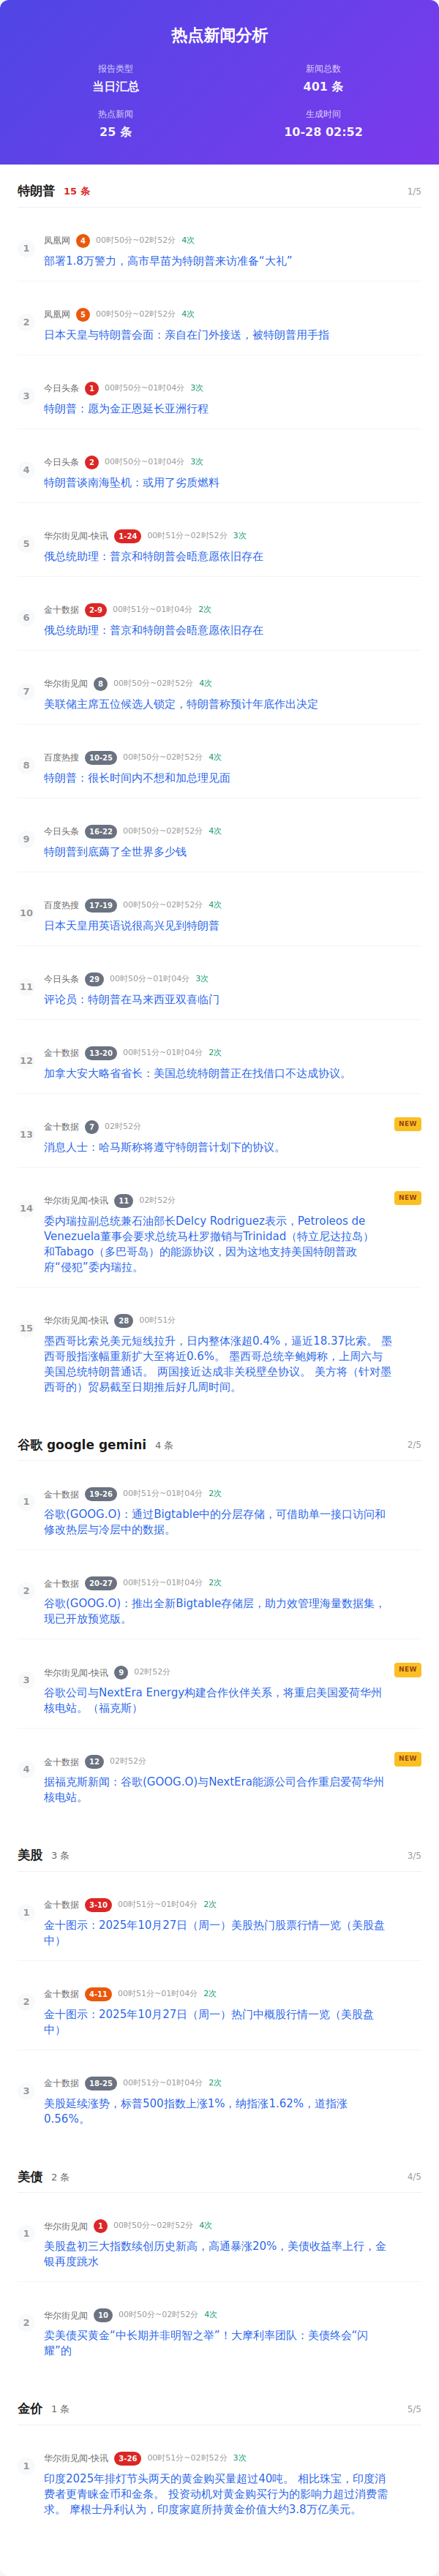 热点新闻分析
报告类型
新闻总数
当日汇总
401 条
热点新闻
生成时间
25 条
10-28 02:52
特朗普 15 条 1/5
1
凤凰网 4 00时50分~02时52分 4次
部署1.8万警力，高市早苗为特朗普来访准备“大礼”
2
凤凰网 5 00时50分~02时52分 4次
日本天皇与特朗普会面：亲自在门外接送，被特朗普用手指
3
今日头条 1 00时50分~01时04分 3次
特朗普：愿为金正恩延长亚洲行程
4
今日头条 2 00时50分~01时04分 3次
特朗普谈南海坠机：或用了劣质燃料
5
华尔街见闻-快讯 1-24 00时51分~02时52分 3次
俄总统助理：普京和特朗普会晤意愿依旧存在
6
金十数据 2-9 00时51分~01时04分 2次
俄总统助理：普京和特朗普会晤意愿依旧存在
7
华尔街见闻 8 00时50分~02时52分 4次
美联储主席五位候选人锁定，特朗普称预计年底作出决定
8
百度热搜 10-25 00时50分~02时52分 4次
特朗普：很长时间内不想和加总理见面
9
今日头条 16-22 00时50分~02时52分 4次
特朗普到底薅了全世界多少钱
10
百度热搜 17-19 00时50分~02时52分 4次
日本天皇用英语说很高兴见到特朗普
11
今日头条 29 00时50分~01时04分 3次
评论员：特朗普在马来西亚双喜临门
12
金十数据 13-20 00时51分~01时04分 2次
加拿大安大略省省长：美国总统特朗普正在找借口不达成协议。
13
金十数据 7 02时52分 NEW
消息人士：哈马斯称将遵守特朗普计划下的协议。
14
华尔街见闻-快讯 11 02时52分 NEW
委内瑞拉副总统兼石油部长Delcy Rodriguez表示，Petroleos de
Venezuela董事会要求总统马杜罗撤销与Trinidad（特立尼达拉岛）
和Tabago（多巴哥岛）的能源协议，因为这地支持美国特朗普政
府“侵犯”委内瑞拉。
15
华尔街见闻-快讯 28 00时51分
墨西哥比索兑美元短线拉升，日内整体涨超0.4%，逼近18.37比索。 墨
西哥股指涨幅重新扩大至将近0.6%。 墨西哥总统辛鲍姆称，上周六与
美国总统特朗普通话。 两国接近达成非关税壁垒协议。 美方将（针对墨
西哥的）贸易截至日期推后好几周时间。
谷歌 google gemini 4 条 2/5
1
金十数据 19-26 00时51分~01时04分 2次
谷歌(GOOG.O)：通过Bigtable中的分层存储，可借助单一接口访问和
修改热层与冷层中的数据。
2
金十数据 20-27 00时51分~01时04分 2次
谷歌(GOOG.O)：推出全新Bigtable存储层，助力效管理海量数据集，
现已开放预览版。
3
华尔街见闻-快讯 9 02时52分 NEW
谷歌公司与NextEra Energy构建合作伙伴关系，将重启美国爱荷华州
核电站。（福克斯）
4
金十数据 12 02时52分 NEW
据福克斯新闻：谷歌(GOOG.O)与NextEra能源公司合作重启爱荷华州
核电站。
美股 3 条 3/5
1
金十数据 3-10 00时51分~01时04分 2次
金十图示：2025年10月27日（周一）美股热门股票行情一览（美股盘
中）
2
金十数据 4-11 00时51分~01时04分 2次
金十图示：2025年10月27日（周一）热门中概股行情一览（美股盘
中）
3
金十数据 18-25 00时51分~01时04分 2次
美股延续涨势，标普500指数上涨1%，纳指涨1.62%，道指涨
0.56%。
美债 2 条 4/5
1
华尔街见闻 1 00时50分~02时52分 4次
美股盘初三大指数续创历史新高，高通暴涨20%，美债收益率上行，金
银再度跳水
2
华尔街见闻 10 00时50分~02时52分 4次
卖美债买黄金“中长期并非明智之举”！大摩利率团队：美债终会“闪
耀”的
金价 1 条 5/5
1
华尔街见闻-快讯 3-26 00时51分~02时52分 3次
印度2025年排灯节头两天的黄金购买量超过40吨。 相比珠宝，印度消
费者更青睐金币和金条。 投资动机对黄金购买行为的影响力超过消费需
求。 摩根士丹利认为，印度家庭所持黄金价值大约3.8万亿美元。